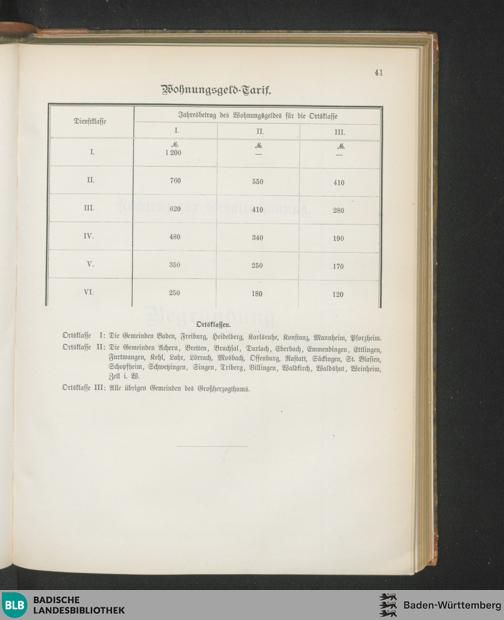 41
Wohnungsgeld-Tarif.
Dienstklasse
Jahresbetrag des Wohnungsgeldes für die Ortsklasse
I. II. III.
ℳ. ℳ. ℳ.
I. 1 200 — —
II. 760 550 410
III. 620 410 280
IV. 480 340 190
V. 350 250 170
VI. 250 180 120
Ortsklassen.
Ortsklasse I: Die Gemeinden Baden, Freiburg, Heidelberg, Karlsruhe, Konstanz, Mannheim, Pforzheim.
Ortsklasse II: Die Gemeinden Achern, Bretten, Bruchsal, Durlach, Eberbach, Emmendingen, Ettlingen,
Furtwangen, Kehl, Lahr, Lörrach, Mosbach, Offenburg, Rastatt, Säckingen, St. Blasien,
Schopfheim, Schwetzingen, Singen, Triberg, Villingen, Waldkirch, Waldshut, Weinheim,
Zell i. W.
Ortsklasse III: Alle übrigen Gemeinden des Großherzogthums.
BLB BADISCHE
LANDESBIBLIOTHEK
Baden-Württemberg